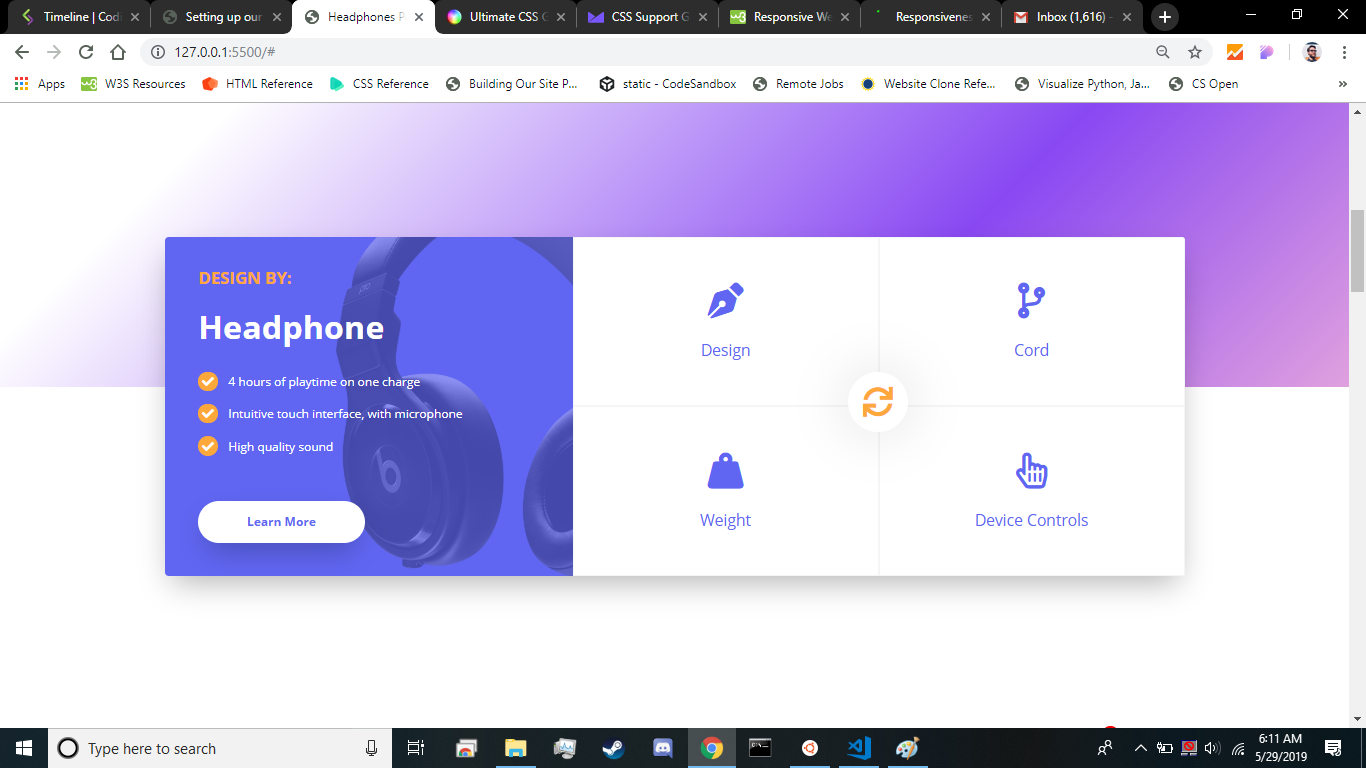 Timeline | Codi
Setting up our
Headphones P
Ultimate CSS G
CSS Support G
Responsive We
Responsivenes
Inbox (1,616) -
127.0.0.1:5500/#
Apps
W3S Resources
HTML Reference
CSS Reference
Building Our Site P...
static - CodeSandbox
Remote Jobs
Website Clone Refe...
Visualize Python, Ja...
CS Open
»
DESIGN BY:
Headphone
4 hours of playtime on one charge
Intuitive touch interface, with microphone
High quality sound
Learn More
Design
Cord
Weight
Device Controls
Type here to search
6:11 AM
5/29/2019